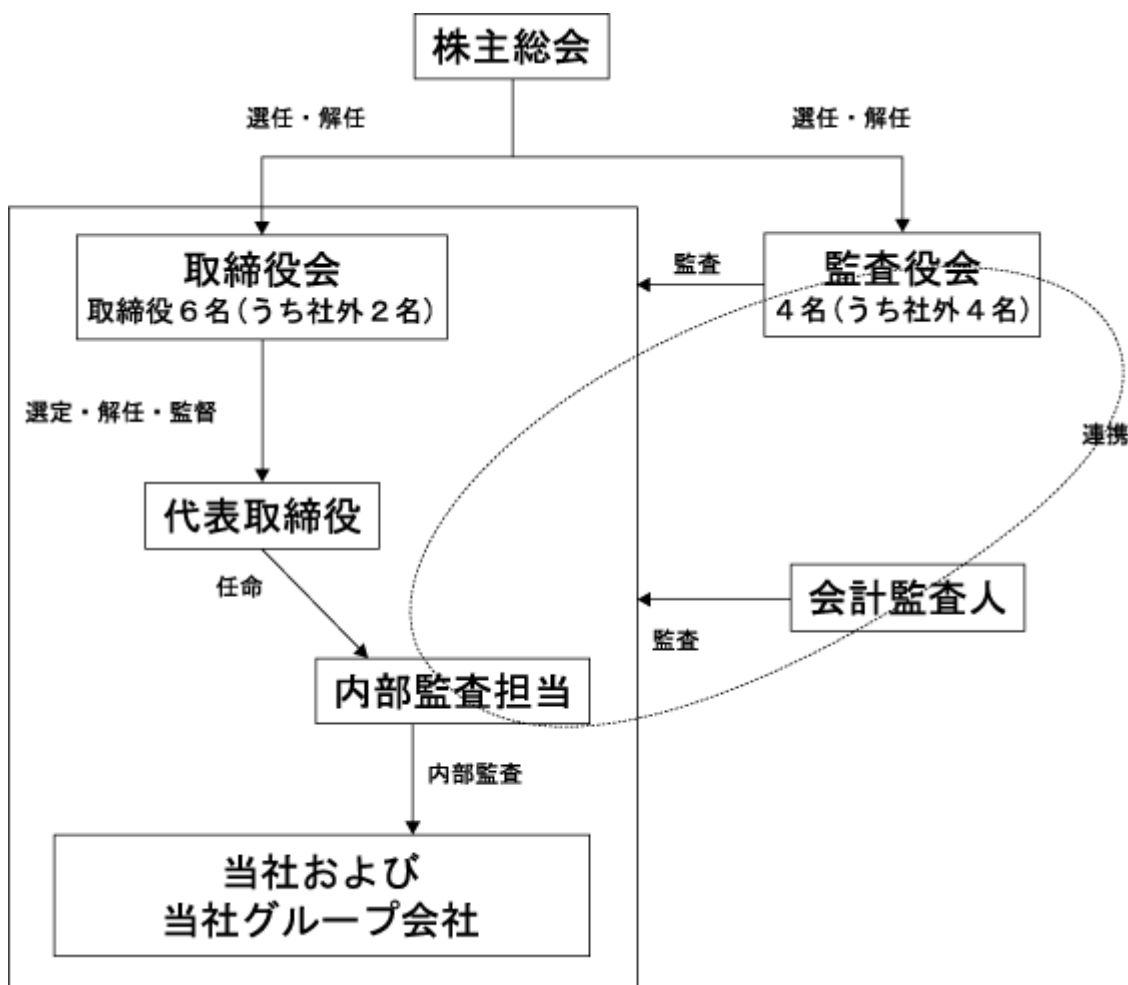 株主総会
選任・解任
選任・解任
取締役会
取締役６名(うち社外２名)
監査
監査役会
４名(うち社外４名)
選定・解任・監督
連携
代表取締役
任命
会計監査人
監査
内部監査担当
内部監査
当社および
当社グループ会社